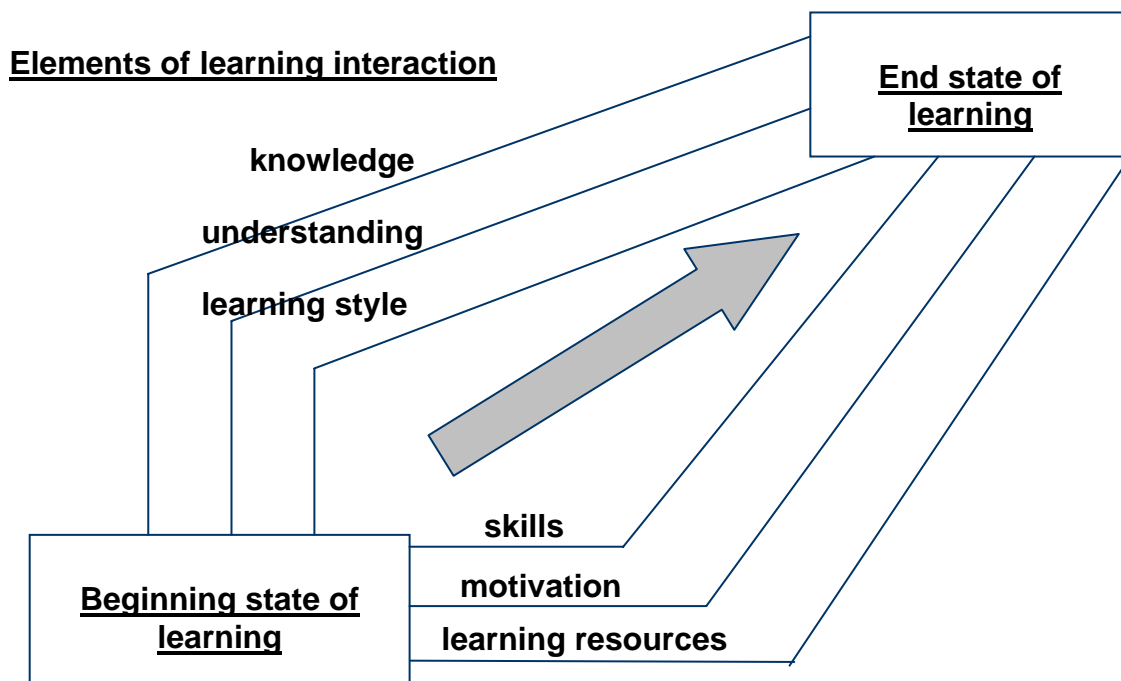 Elements of learning interaction
End state of
learning
knowledge
understanding
learning style
skills
motivation
learning resources
Beginning state of
learning